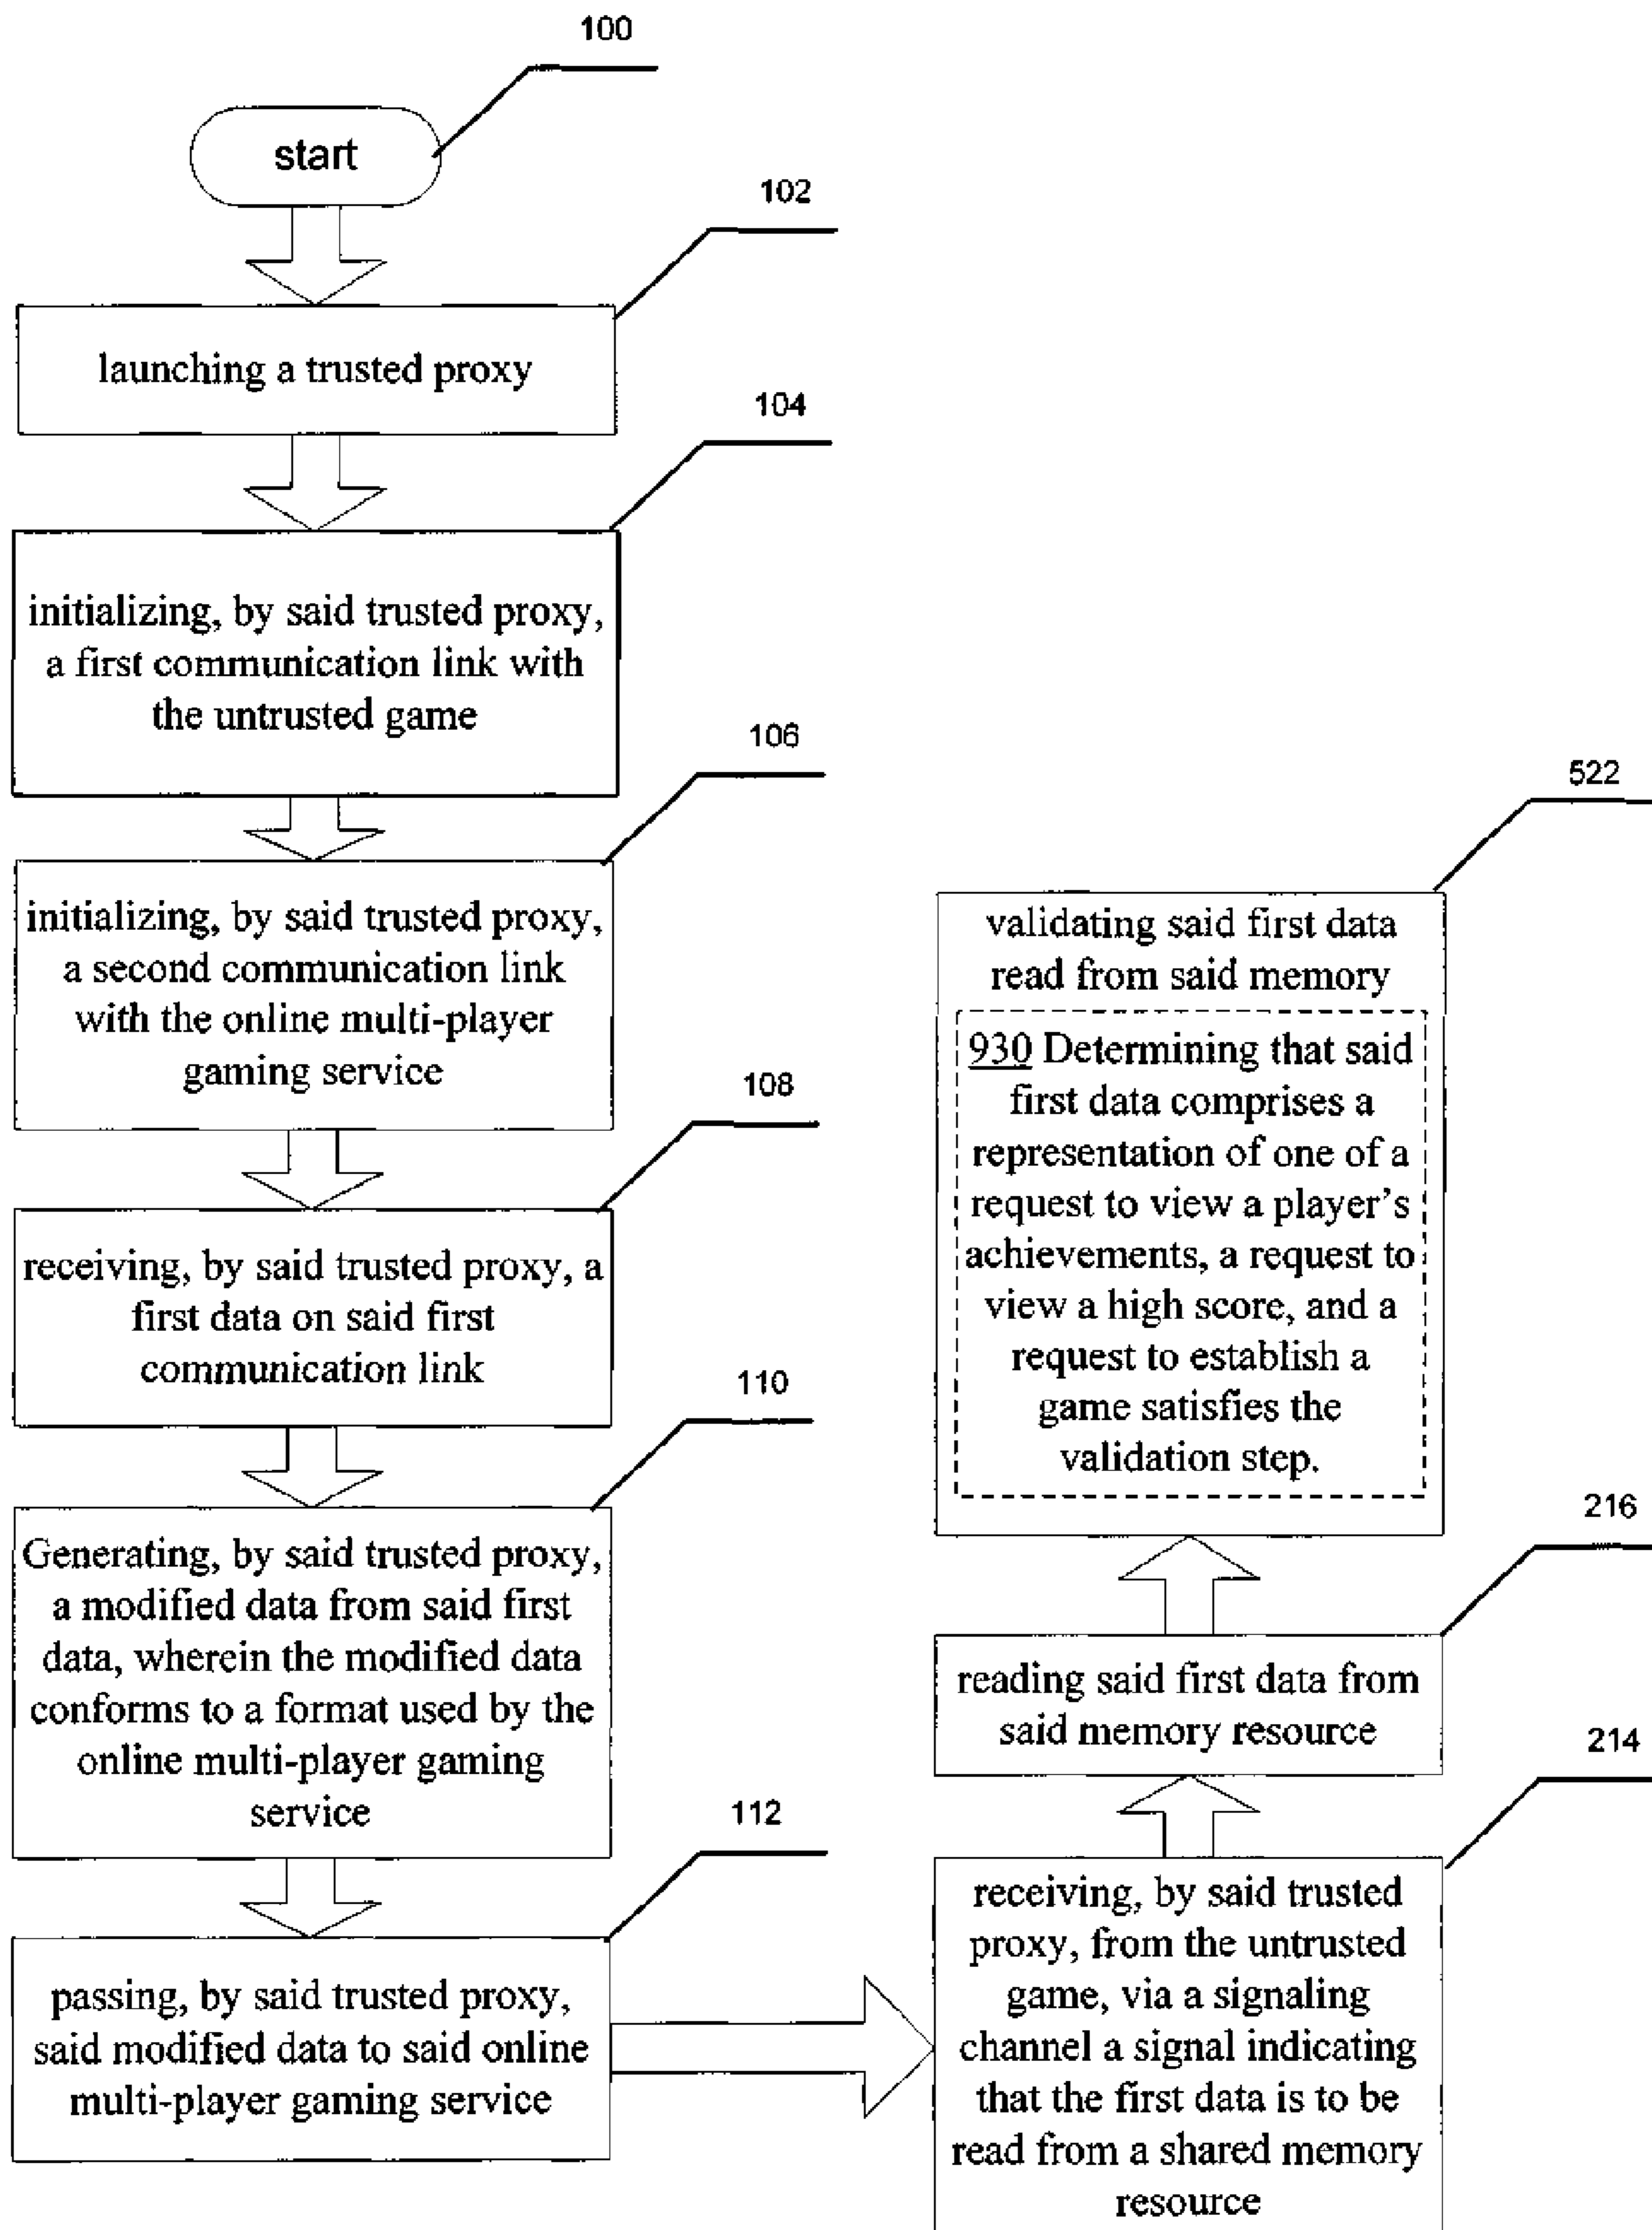 100
start
102
launching a trusted proxy
104
initializing, by said trusted proxy,
a first communication link with
the untrusted game
106
initializing, by said trusted proxy,
a second communication link
with the online multi-player
gaming service
108
receiving, by said trusted proxy, a
first data on said first
communication link
110
Generating, by said trusted proxy,
a modified data from said first
data, wherein the modified data
conforms to a format used by the
online multi-player gaming
service
112
passing, by said trusted proxy,
said modified data to said online
multi-player gaming service
214
receiving, by said trusted
proxy, from the untrusted
game, via a signaling
channel a signal indicating
that the first data is to be
read from a shared memory
resource
216
reading said first data from
said memory resource
522
validating said first data
read from said memory
930 Determining that said
first data comprises a
representation of one of a
request to view a player's
achievements, a request to
view a high score, and a
request to establish a
game satisfies the
validation step.